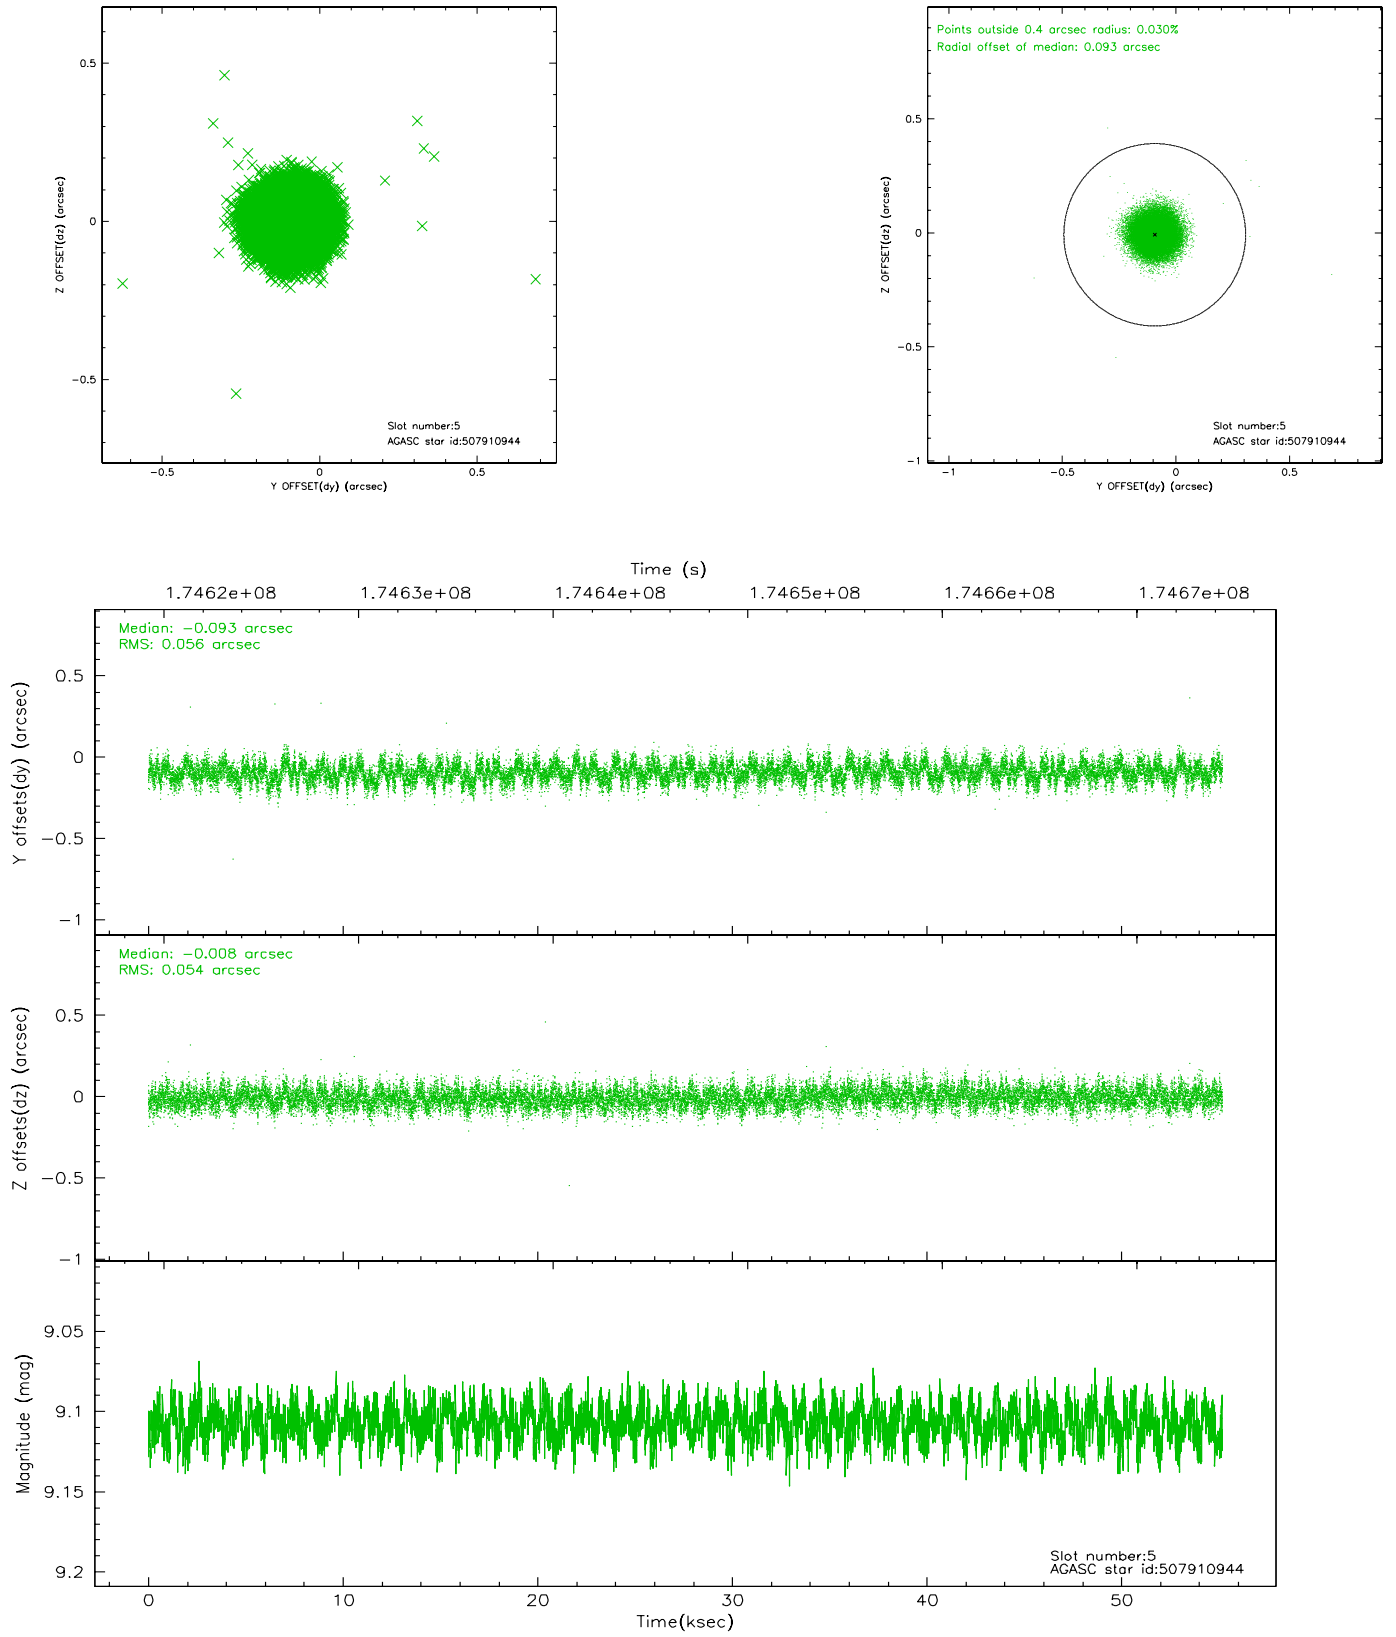 0.5
0
−0.5
Z OFFSET(dz) (arcsec)
Slot number:5
AGASC star id:507910944
−0.5
0
0.5
Y OFFSET(dy) (arcsec)
Points outside 0.4 arcsec radius: 0.030%
Radial offset of median: 0.093 arcsec
0.5
0
−0.5
−1
Z OFFSET(dz) (arcsec)
Slot number:5
AGASC star id:507910944
−1
−0.5
0
0.5
Y OFFSET(dy) (arcsec)
Time (s)
1.7462e+08 1.7463e+08 1.7464e+08 1.7465e+08 1.7466e+08 1.7467e+08
Median: −0.093 arcsec
RMS: 0.056 arcsec
0.5
0
−0.5
−1
Y offsets(dy) (arcsec)
Median: −0.008 arcsec
RMS: 0.054 arcsec
0.5
0
−0.5
−1
Z offsets(dz) (arcsec)
9.05
9.1
9.15
9.2
Magnitude (mag)
Slot number:5
AGASC star id:507910944
0 10 20 30 40 50
Time(ksec)